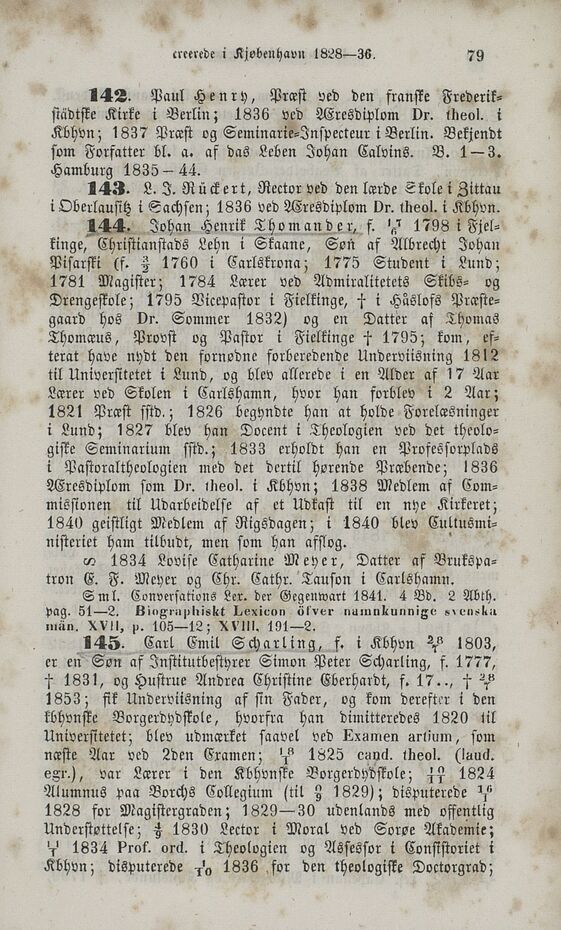 creerede i Kjøbenhavn 1828—36. 79
142. Paul Henry, Præst ved den franske Frederik-
städtske Kirke i Berlin; 1836 ved Æresdiplom Dr. theol. i
Kbhvn; 1837 Præst og Seminarie-Inspecteur i Berlin. Bekjendt
som Forfatter bl. a. af das Leben Johan Calvins. B. 1—3.
Hamburg 1835—44.
143. L. J. Rückert, Rector ved den lærde Skole i Zittau
i Oberlausitz i Sachsen; 1836 ved Æresdiplom Dr. theol. i Kbhvn.
144. Johan Henrik Thomander, f. 1798 i Fjel-
kinge, Christianstads Lehn i Skaane, Søn af Albrecht Johan
Pisarski (f. 3/2 1760 i Carlskrona; 1775 Student i Lund;
1781 Magister; 1784 Lærer ved Admiralitetets Skibs- og
Drengeskole; 1795 Vicepastor i Fielkinge, † i Håslöfs Præste-
gaard hos Dr. Sommer 1832) og en Datter af Thomas
Thomæus, Provst og Pastor i Fielkinge † 1795; kom, ef-
terat have nydt den fornødne forberedende Underviisning 1812
til Universitetet i Lund, og blev allerede i en Alder af 17 Aar
Lærer ved Skolen i Carlshamn, hvor han forblev i 2 Aar;
1821 Præst sstd.; 1826 begyndte han at holde Forelæsninger
i Lund; 1827 blev han Docent i Theologien ved det theolo-
giske Seminarium sstd.; 1833 erholdt han en Professorplads
i Pastoraltheologien med det dertil hørende Præbende; 1836
Æresdiplom som Dr. theol. i Kbhvn; 1838 Medlem af Com-
missionen til Udarbeidelse af et Udkast til en nye Kirkeret;
1840 geistligt Medlem af Rigsdagen; i 1840 blev Cultusmi-
nisteriet ham tilbudt, men som han afslog.
∞ 1834 Lovise Catharine Meyer, Datter af Brukspa-
tron C. F. Meyer og Chr. Cathr. Tauson i Carlshamn.
Sml. Conversations Lex. der Gegenwart 1841. 4 Bd. 2 Abth.
pag. 51—2. Biographiskt Lexicon öfver namnkunnige svenska
män. XVII, p. 105—12; XVIII. 191—2.
145. Carl Emil Scharling, f. i Kbhvn 28/7 1803,
er en Søn af Institutbestyrer Simon Peter Scharling, f. 1777,
† 1831, og Hustrue Andrea Christine Eberhardt, f. 17.., † 
1853; fik Underviisning af sin Fader, og kom derefter i den
kbhvnske Borgerdydskole, hvorfra han dimitteredes 1820 til
Universitetet; blev udmærket saavel ved Examen artium, som
næste Aar ved 2den Examen; 1825 cand. theol. (laud.
egr.), var Lærer i den Kbhvnske Borgerdydskole; 1824
Alumnus paa Borchs Collegium (til 1829); disputerede
1828 for Magistergraden; 1829—30 udenlands med offentlig
Understøttelse; 1830 Lector i Moral ved Sorøe Akademie;
1834 Prof. ord. i Theologien og Assessor i Consistoriet i
Kbhvn; disputerede 1836 for den theologiske Doctorgrad;